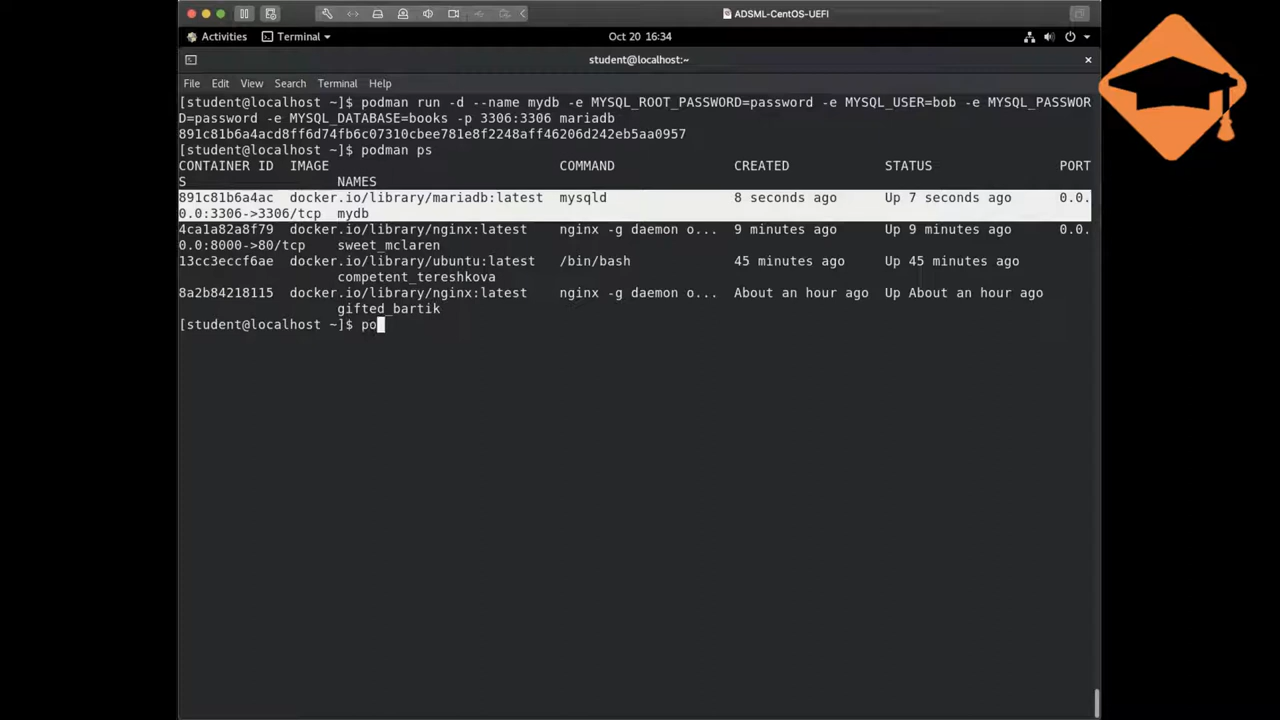 ADSML-CentOS-UEFI
Activities Terminal Oct 20 16:34
student@localhost:~
File Edit View Search Terminal Help
[student@localhost ~]$ podman run -d --name mydb -e MYSQL_ROOT_PASSWORD=password -e MYSQL_USER=bob -e MYSQL_PASSWOR
D=password -e MYSQL_DATABASE=books -p 3306:3306 mariadb
891c81b6a4acd8ff6d74fb6c07310cbee781e8f2248aff46206d242eb5aa0957
[student@localhost ~]$ podman ps
CONTAINER ID  IMAGE                             COMMAND               CREATED            STATUS                PORT
S                   NAMES
891c81b6a4ac  docker.io/library/mariadb:latest  mysqld                8 seconds ago      Up 7 seconds ago      0.0.
0.0:3306->3306/tcp  mydb
4ca1a82a8f79  docker.io/library/nginx:latest    nginx -g daemon o...  9 minutes ago      Up 9 minutes ago      0.0.
0.0:8000->80/tcp    sweet_mclaren
13cc3eccf6ae  docker.io/library/ubuntu:latest   /bin/bash             45 minutes ago     Up 45 minutes ago
                    competent_tereshkova
8a2b84218115  docker.io/library/nginx:latest    nginx -g daemon o...  About an hour ago  Up About an hour ago
                    gifted_bartik
[student@localhost ~]$ po